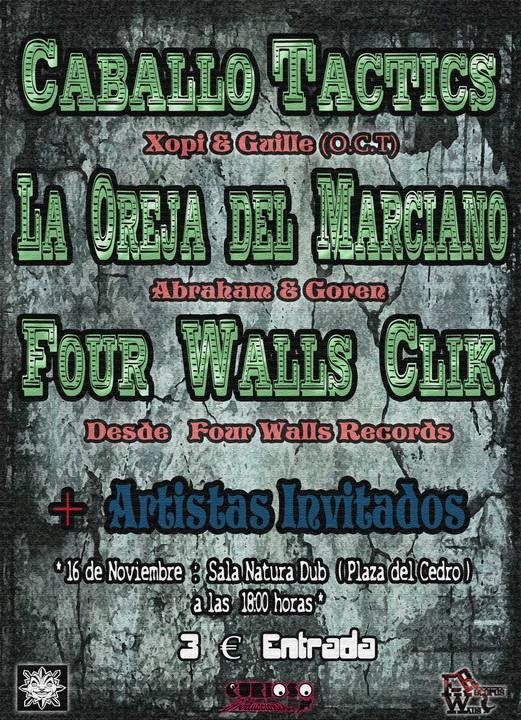 Caballo Tactics
Xopi & Guille (O.C.T)
La Oreja del Marciano
Abraham & Goren
Four Walls Clik
Desde Four Walls Records
+ Artistas Invitados
* 16 de Noviembre : Sala Natura Dub (Plaza del Cedro)
a las 18:00 horas *
3 € Entrada
Curioso